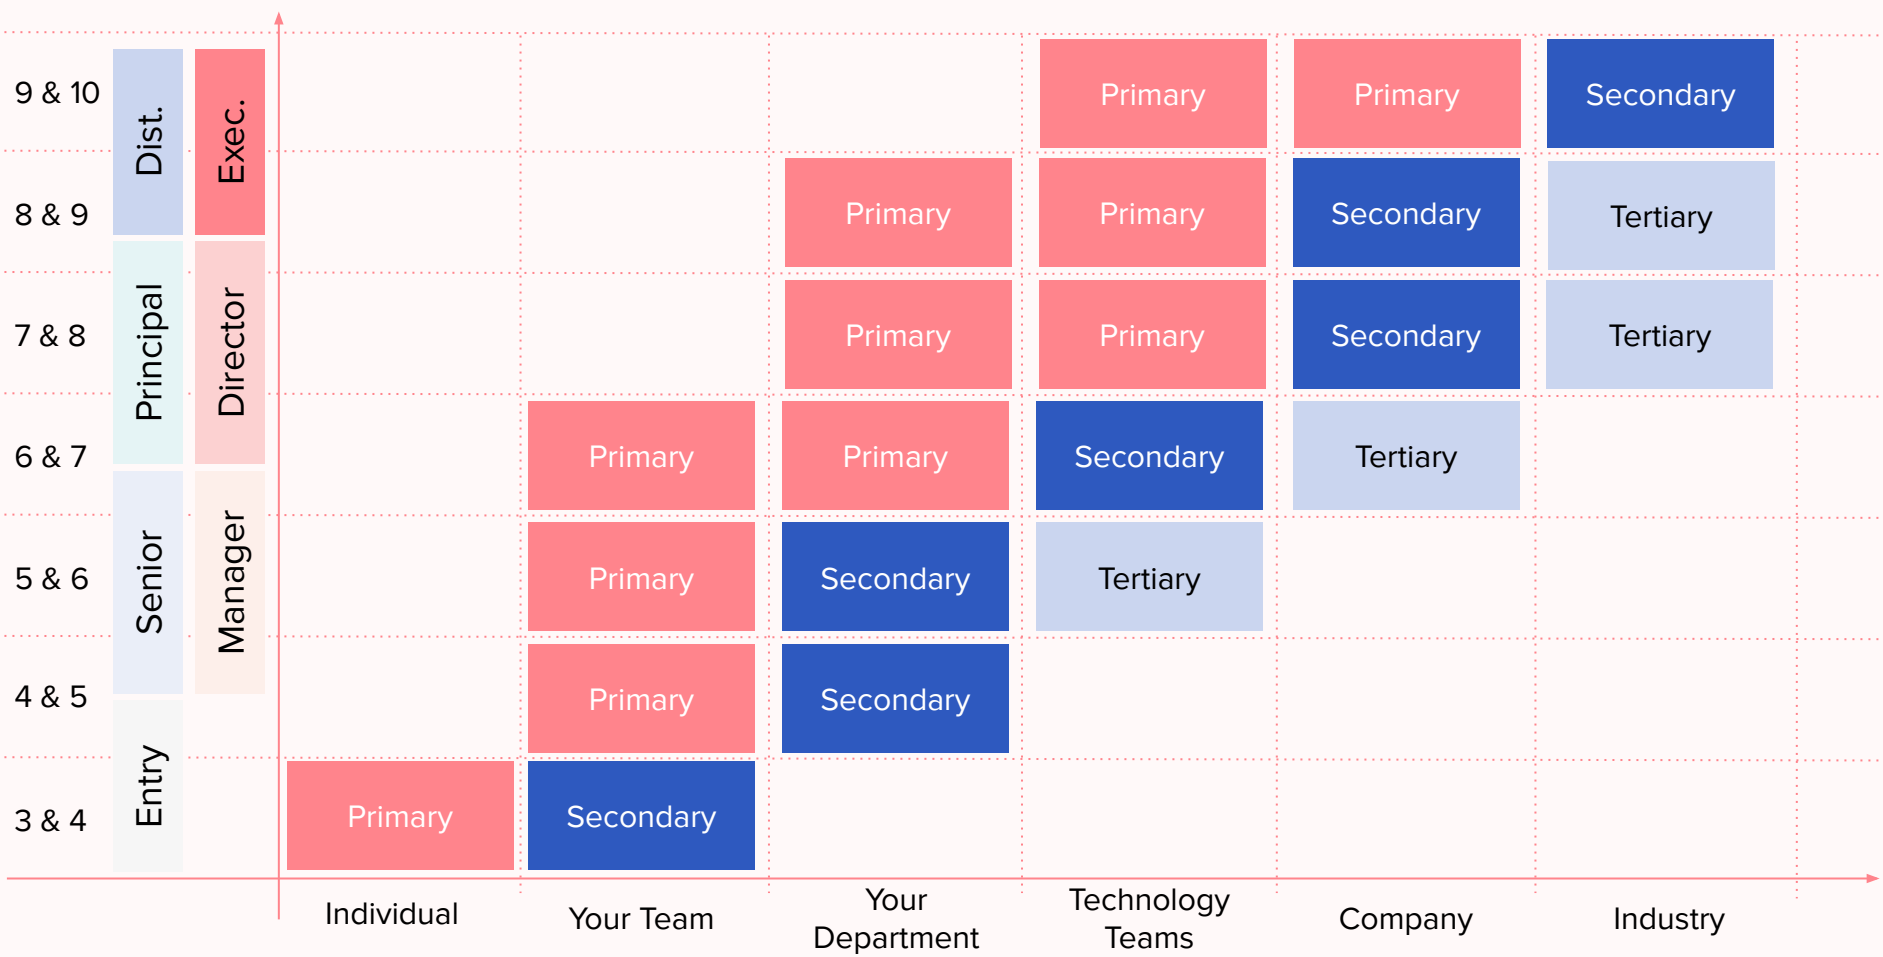 9 & 10
Dist.
Exec.
Primary
Primary
Secondary
8 & 9
Primary
Primary
Secondary
Tertiary
7 & 8
Principal
Director
Primary
Primary
Secondary
Tertiary
6 & 7
Primary
Primary
Secondary
Tertiary
5 & 6
Senior
Manager
Primary
Secondary
Tertiary
4 & 5
Primary
Secondary
3 & 4
Entry
Primary
Secondary
Individual
Your Team
Your
Department
Technology
Teams
Company
Industry